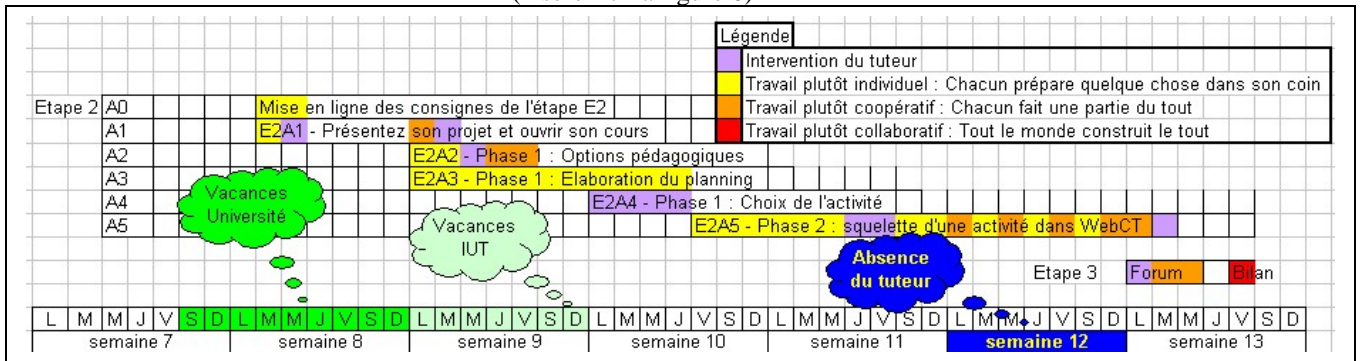 Légende
Intervention du tuteur
Travail plutôt individuel : Chacun prépare quelque chose dans son coin
Etape 2 A0 Mise en ligne des consignes de l'étape E2 Travail plutôt coopératif : Chacun fait une partie du tout
A1 E2A1 - Présentez son projet et ouvrir son cours Travail plutôt collaboratif : Tout le monde construit le tout
A2 E2A2 - Phase 1 : Options pédagogiques
A3 E2A3 - Phase 1 : Elaboration du planning
A4 E2A4 - Phase 1 : Choix de l'activité
A5 E2A5 - Phase 2 : squelette d'une activité dans WebCT
Vacances
Université
Vacances
IUT
Absence
du tuteur
Etape 3 Forum Bilan
L M M J V S D L M M J V S D L M M J V S D L M M J V S D L M M J V S D L M M J V S D L M M J V S D
semaine 7 semaine 8 semaine 9 semaine 10 semaine 11 semaine 12 semaine 13